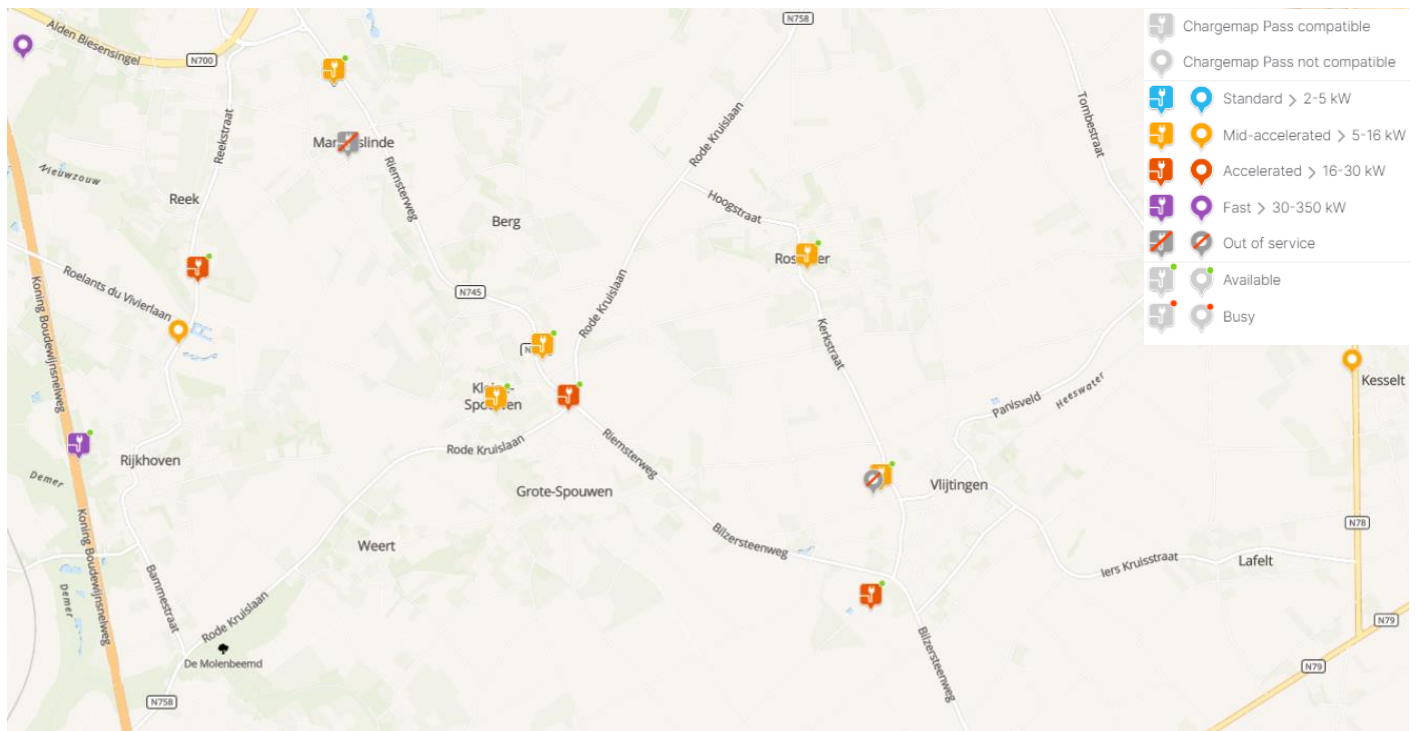 Alden Biesensingel
N700
N758
Chargemap Pass compatible
Chargemap Pass not compatible
Standard > 2-5 kW
Mid-accelerated > 5-16 kW
Accelerated > 16-30 kW
Fast > 30-350 kW
Out of service
Available
Busy
Reekstraat
Tombestraat
Rode Kruislaan
Riemsterweg
Nieuwzouw
Reek
Berg
Hoogstraat
Roelants du Vivierlaan
Koning Boudewijnsnelweg
N745
Rode Kruislaan
Kerkstraat
Kesselt
Heeswater
Panisveld
Rode Kruislaan
Riemsterweg
Rijkhoven
Demer
Grote-Spouwen
Vlijtingen
N78
Bilzersteenweg
Weert
Koning Boudewijnsnelweg
Iers Kruisstraat
Lafelt
Bammestraat
Demer
Rode Kruislaan
Bilzersteenweg
N79
De Molenbeemd
N79
N758